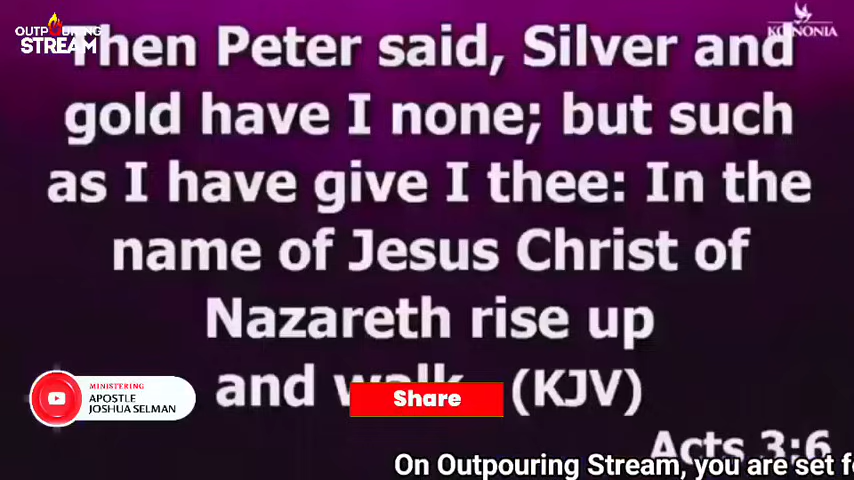 OUTPOURING
STREAM
KOINONIA
Then Peter said, Silver and
gold have I none; but such
as I have give I thee: In the
name of Jesus Christ of
Nazareth rise up
and walk. (KJV)
Share
MINISTERING
APOSTLE
JOSHUA SELMAN
Acts 3:6
On Outpouring Stream, you are set f